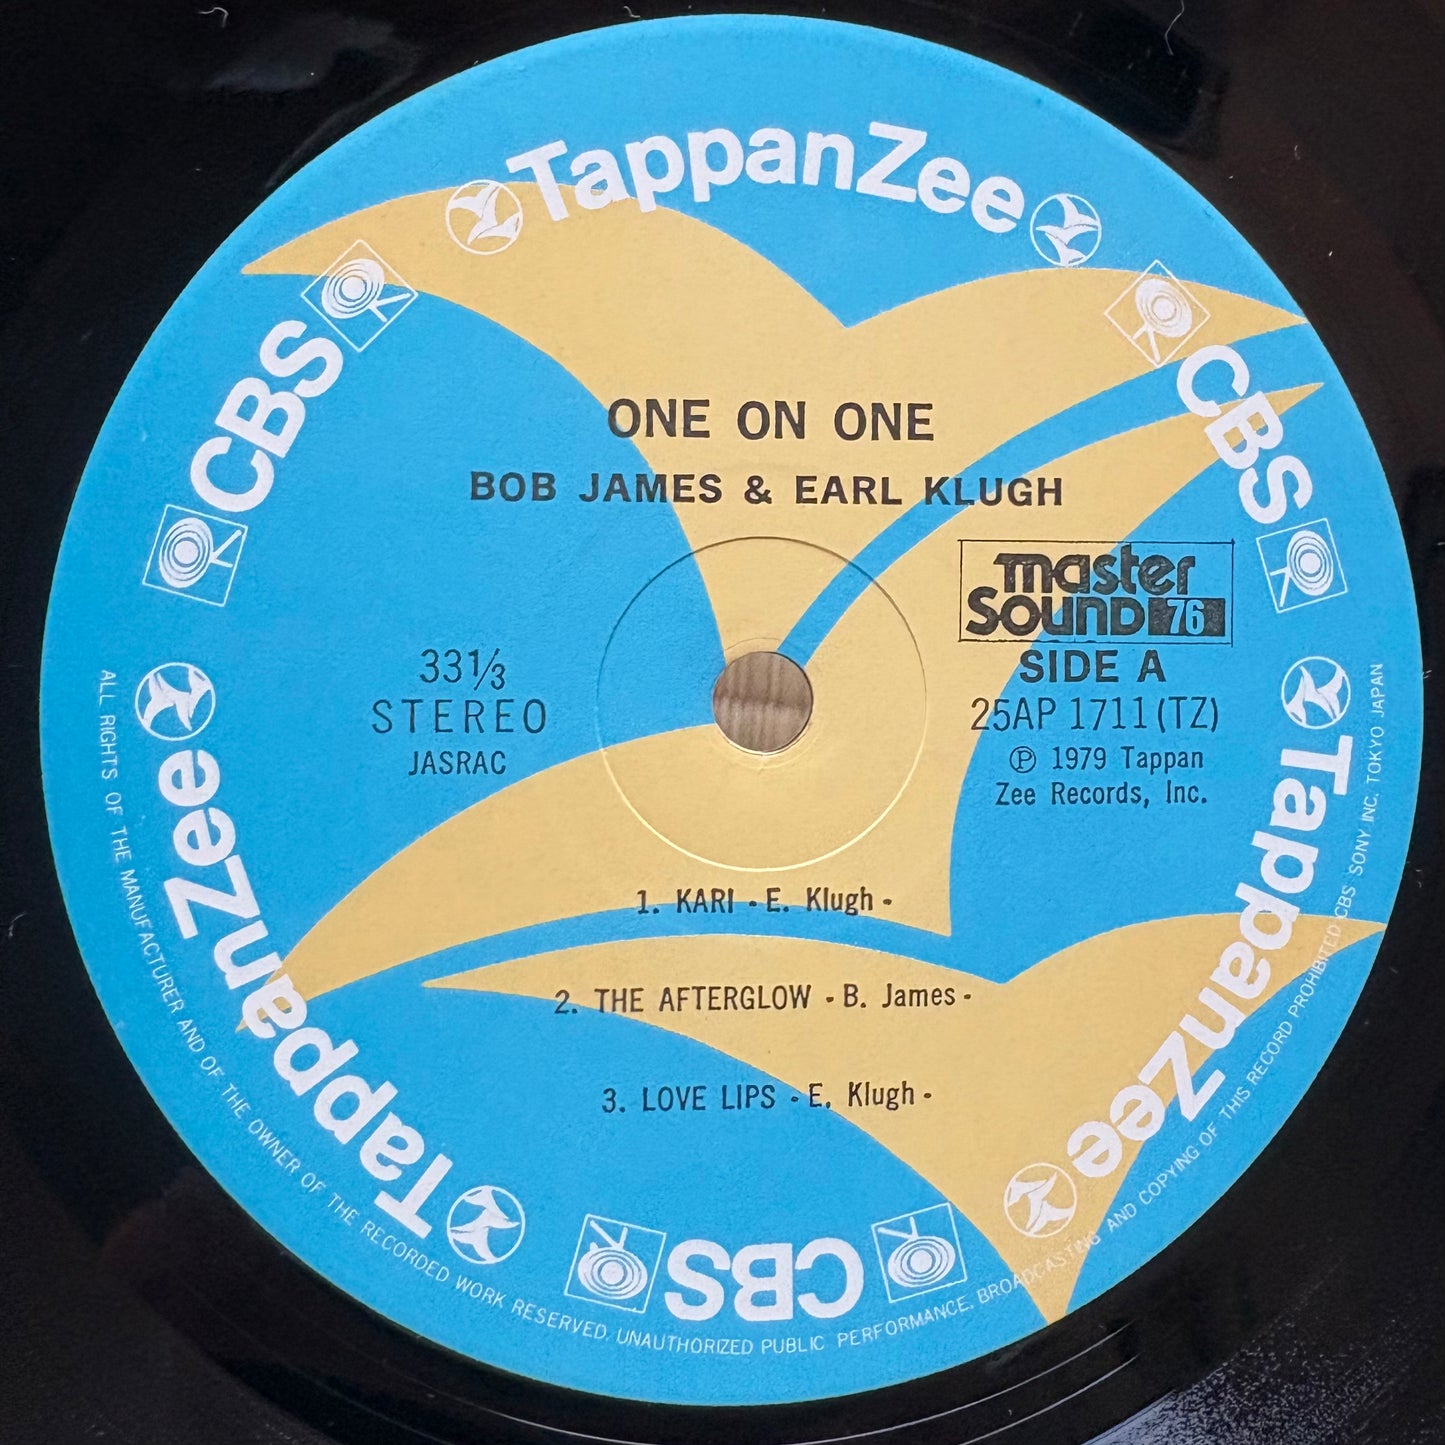 TappanZee
CBS
CBS
ONE ON ONE
BOB JAMES & EARL KLUGH
master
Sound 76
33⅓
STEREO
JASRAC
SIDE A
25AP 1711(TZ)
Ⓟ 1979 Tappan
Zee Records, Inc.
1. KARI - E. Klugh -
2. THE AFTERGLOW - B. James -
3. LOVE LIPS - E. Klugh -
TappanZee
TappanZee
CBS
ALL RIGHTS OF THE MANUFACTURER AND OF THE OWNER OF THE RECORDED WORK RESERVED. UNAUTHORIZED PUBLIC PERFORMANCE. BROADCASTING AND COPYING OF THIS RECORD PROHIBITED CBS SONY INC. TOKYO JAPAN